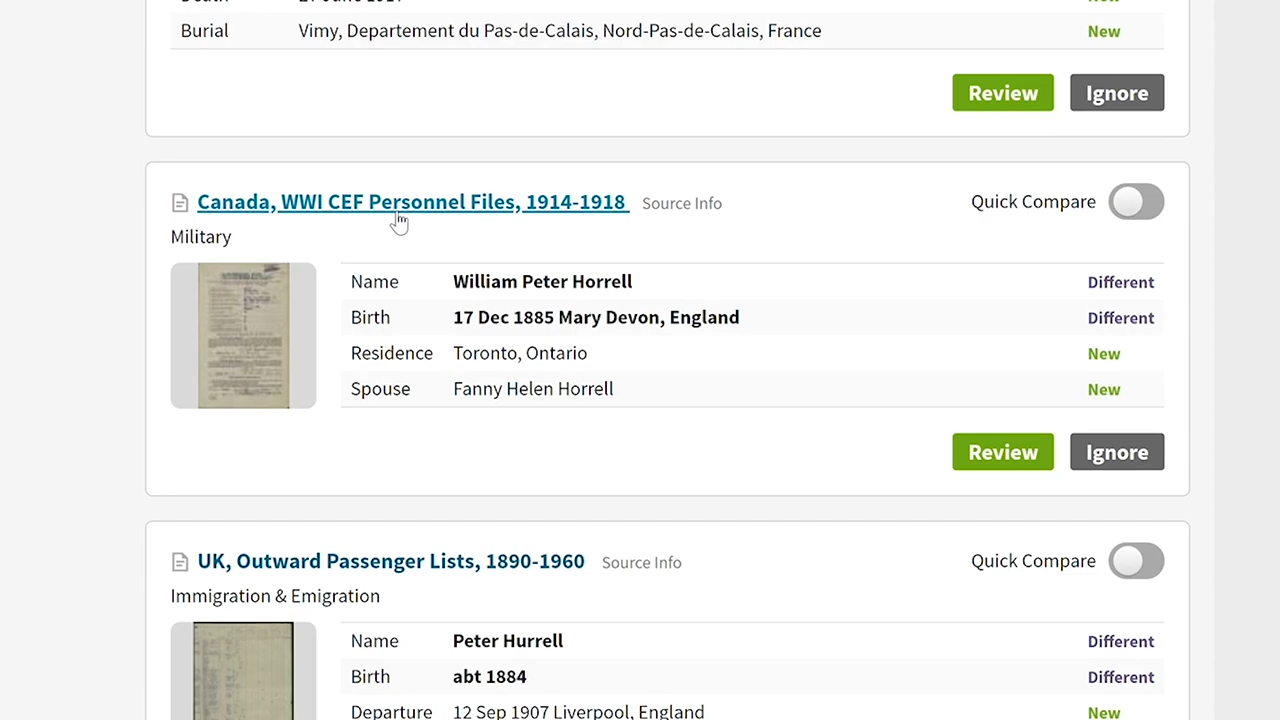 Burial Vimy, Departement du Pas-de-Calais, Nord-Pas-de-Calais, France New
Review Ignore
Canada, WWI CEF Personnel Files, 1914-1918 Source Info Quick Compare
Military
Name William Peter Horrell Different
Birth 17 Dec 1885 Mary Devon, England Different
Residence Toronto, Ontario New
Spouse Fanny Helen Horrell New
Review Ignore
UK, Outward Passenger Lists, 1890-1960 Source Info Quick Compare
Immigration & Emigration
Name Peter Hurrell Different
Birth abt 1884 Different
Departure 12 Sep 1907 Liverpool, England New